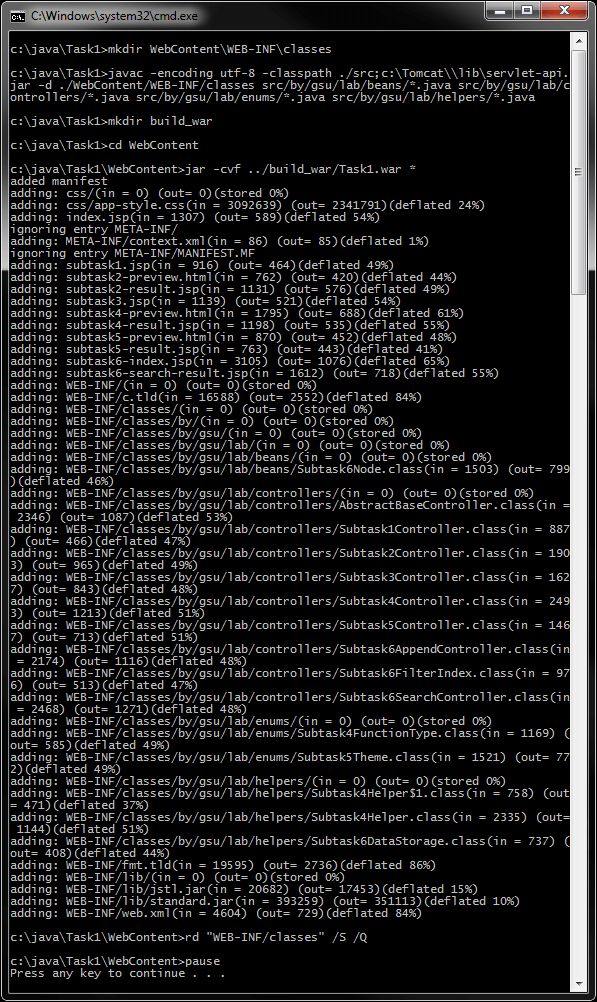 C:\Windows\system32\cmd.exe
c:\java\Task1>mkdir WebContent\WEB-INF\classes
c:\java\Task1>javac -encoding utf-8 -classpath ./src;c:\Tomcat\\lib\servlet-api.
jar -d ./WebContent/WEB-INF/classes src/by/gsu/lab/beans/*.java src/by/gsu/lab/c
ontrollers/*.java src/by/gsu/lab/enums/*.java src/by/gsu/lab/helpers/*.java
c:\java\Task1>mkdir build_war
c:\java\Task1>cd WebContent
c:\java\Task1\WebContent>jar -cvf ../build_war/Task1.war *
added manifest
adding: css/(in = 0) (out= 0)(stored 0%)
adding: css/app-style.css(in = 3092639) (out= 2341791)(deflated 24%)
adding: index.jsp(in = 1307) (out= 589)(deflated 54%)
ignoring entry META-INF/
adding: META-INF/context.xml(in = 86) (out= 85)(deflated 1%)
ignoring entry META-INF/MANIFEST.MF
adding: subtask1.jsp(in = 916) (out= 464)(deflated 49%)
adding: subtask2-preview.html(in = 762) (out= 420)(deflated 44%)
adding: subtask2-result.jsp(in = 1131) (out= 576)(deflated 49%)
adding: subtask3.jsp(in = 1139) (out= 521)(deflated 54%)
adding: subtask4-preview.html(in = 1795) (out= 688)(deflated 61%)
adding: subtask4-result.jsp(in = 1198) (out= 535)(deflated 55%)
adding: subtask5-preview.html(in = 870) (out= 452)(deflated 48%)
adding: subtask5-result.jsp(in = 763) (out= 443)(deflated 41%)
adding: subtask6-index.jsp(in = 3105) (out= 1076)(deflated 65%)
adding: subtask6-search-result.jsp(in = 1612) (out= 718)(deflated 55%)
adding: WEB-INF/(in = 0) (out= 0)(stored 0%)
adding: WEB-INF/c.tld(in = 16588) (out= 2552)(deflated 84%)
adding: WEB-INF/classes/(in = 0) (out= 0)(stored 0%)
adding: WEB-INF/classes/by/(in = 0) (out= 0)(stored 0%)
adding: WEB-INF/classes/by/gsu/(in = 0) (out= 0)(stored 0%)
adding: WEB-INF/classes/by/gsu/lab/(in = 0) (out= 0)(stored 0%)
adding: WEB-INF/classes/by/gsu/lab/beans/(in = 0) (out= 0)(stored 0%)
adding: WEB-INF/classes/by/gsu/lab/beans/Subtask6Node.class(in = 1503) (out= 799
)(deflated 46%)
adding: WEB-INF/classes/by/gsu/lab/controllers/(in = 0) (out= 0)(stored 0%)
adding: WEB-INF/classes/by/gsu/lab/controllers/AbstractBaseController.class(in =
 2346) (out= 1087)(deflated 53%)
adding: WEB-INF/classes/by/gsu/lab/controllers/Subtask1Controller.class(in = 887
) (out= 466)(deflated 47%)
adding: WEB-INF/classes/by/gsu/lab/controllers/Subtask2Controller.class(in = 190
3) (out= 965)(deflated 49%)
adding: WEB-INF/classes/by/gsu/lab/controllers/Subtask3Controller.class(in = 162
7) (out= 843)(deflated 48%)
adding: WEB-INF/classes/by/gsu/lab/controllers/Subtask4Controller.class(in = 249
3) (out= 1213)(deflated 51%)
adding: WEB-INF/classes/by/gsu/lab/controllers/Subtask5Controller.class(in = 146
7) (out= 713)(deflated 51%)
adding: WEB-INF/classes/by/gsu/lab/controllers/Subtask6AppendController.class(in
 = 2174) (out= 1116)(deflated 48%)
adding: WEB-INF/classes/by/gsu/lab/controllers/Subtask6FilterIndex.class(in = 97
6) (out= 513)(deflated 47%)
adding: WEB-INF/classes/by/gsu/lab/controllers/Subtask6SearchController.class(in
 = 2468) (out= 1271)(deflated 48%)
adding: WEB-INF/classes/by/gsu/lab/enums/(in = 0) (out= 0)(stored 0%)
adding: WEB-INF/classes/by/gsu/lab/enums/Subtask4FunctionType.class(in = 1169) (
out= 585)(deflated 49%)
adding: WEB-INF/classes/by/gsu/lab/enums/Subtask5Theme.class(in = 1521) (out= 77
2)(deflated 49%)
adding: WEB-INF/classes/by/gsu/lab/helpers/(in = 0) (out= 0)(stored 0%)
adding: WEB-INF/classes/by/gsu/lab/helpers/Subtask4Helper$1.class(in = 758) (out
= 471)(deflated 37%)
adding: WEB-INF/classes/by/gsu/lab/helpers/Subtask4Helper.class(in = 2335) (out=
 1144)(deflated 51%)
adding: WEB-INF/classes/by/gsu/lab/helpers/Subtask6DataStorage.class(in = 737) (
out= 408)(deflated 44%)
adding: WEB-INF/fmt.tld(in = 19595) (out= 2736)(deflated 86%)
adding: WEB-INF/lib/(in = 0) (out= 0)(stored 0%)
adding: WEB-INF/lib/jstl.jar(in = 20682) (out= 17453)(deflated 15%)
adding: WEB-INF/lib/standard.jar(in = 393259) (out= 351113)(deflated 10%)
adding: WEB-INF/web.xml(in = 4604) (out= 729)(deflated 84%)
c:\java\Task1\WebContent>rd "WEB-INF/classes" /S /Q
c:\java\Task1\WebContent>pause
Press any key to continue . . .